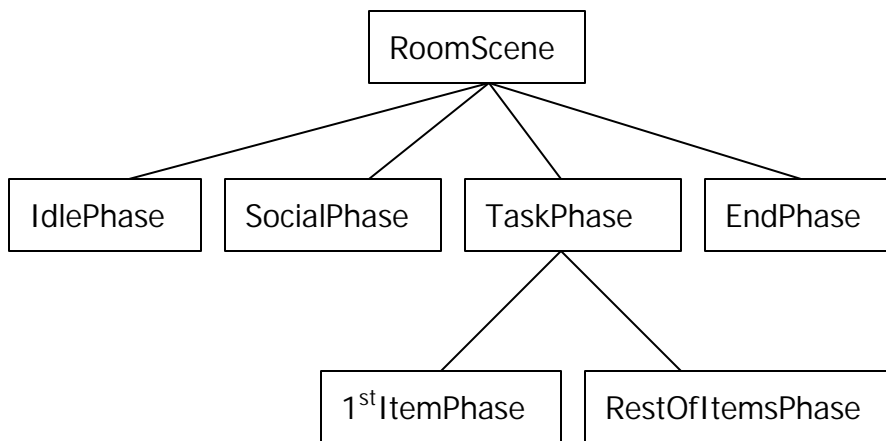 RoomScene
IdlePhase
SocialPhase
TaskPhase
EndPhase
1stItemPhase
RestOfItemsPhase